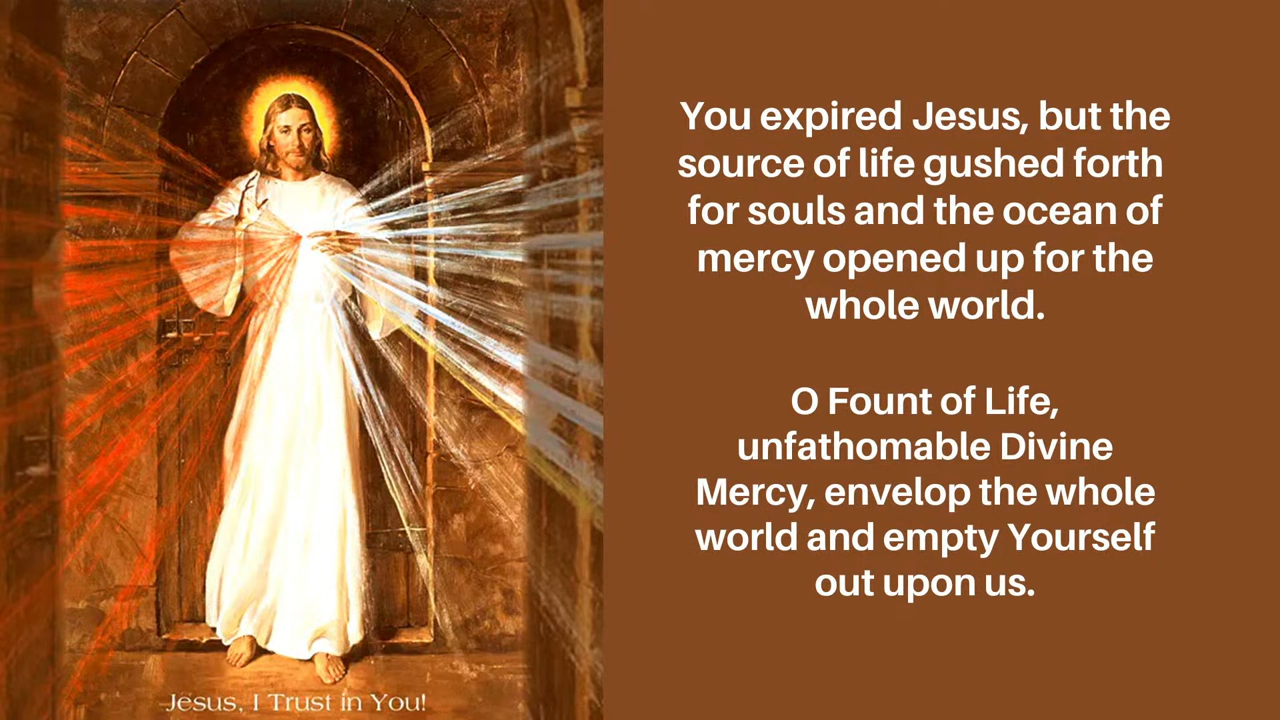 You expired Jesus, but the
source of life gushed forth
for souls and the ocean of
mercy opened up for the
whole world.
O Fount of Life,
unfathomable Divine
Mercy, envelop the whole
world and empty Yourself
out upon us.
Jesus, I Trust in You!